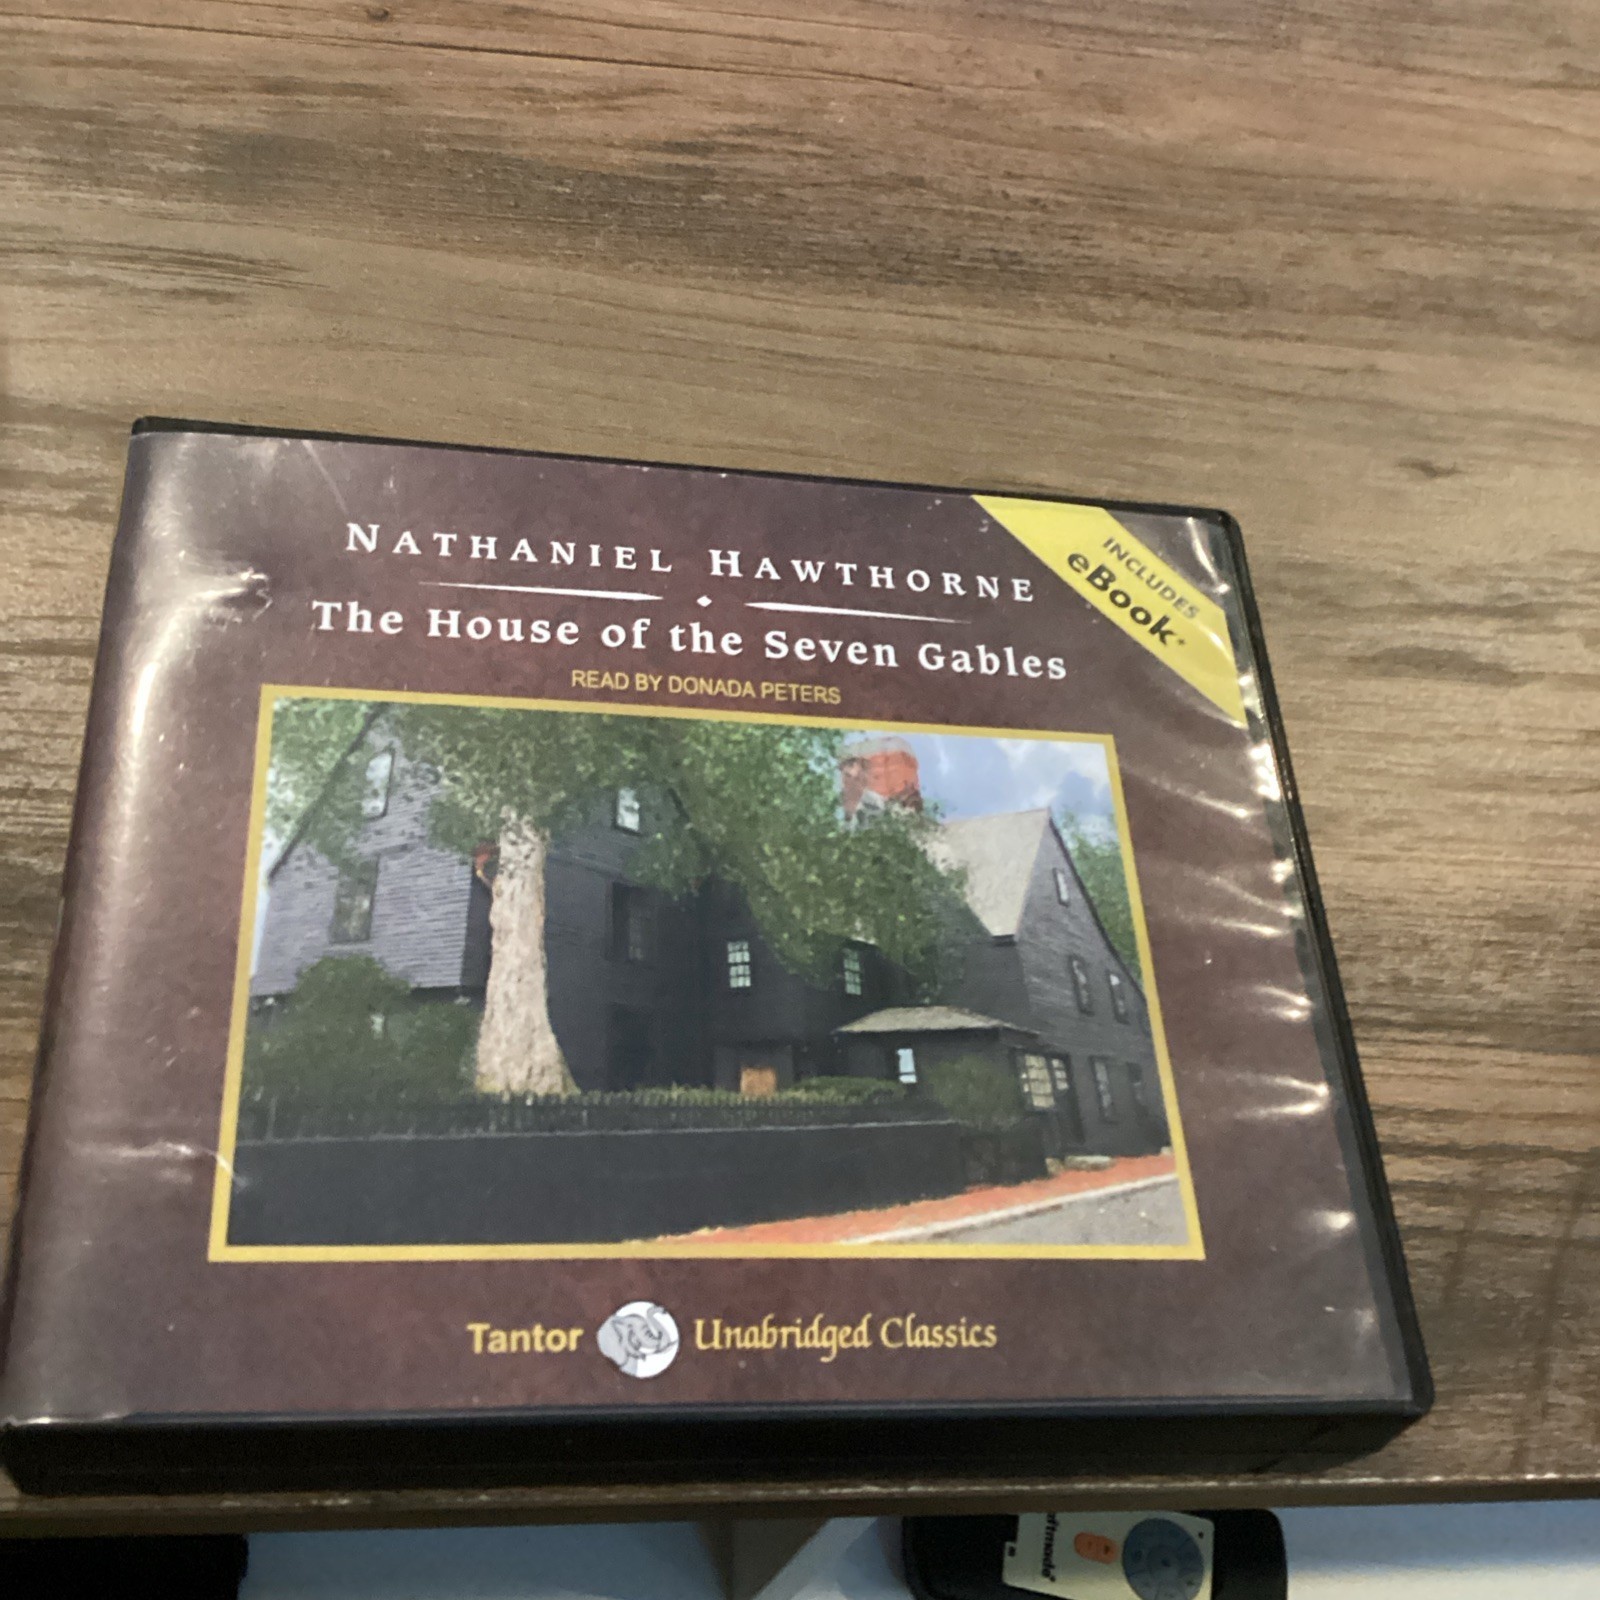 NATHANIEL HAWTHORNE
The House of the Seven Gables
READ BY DONADA PETERS
INCLUDES
eBook*
Tantor Unabridged Classics